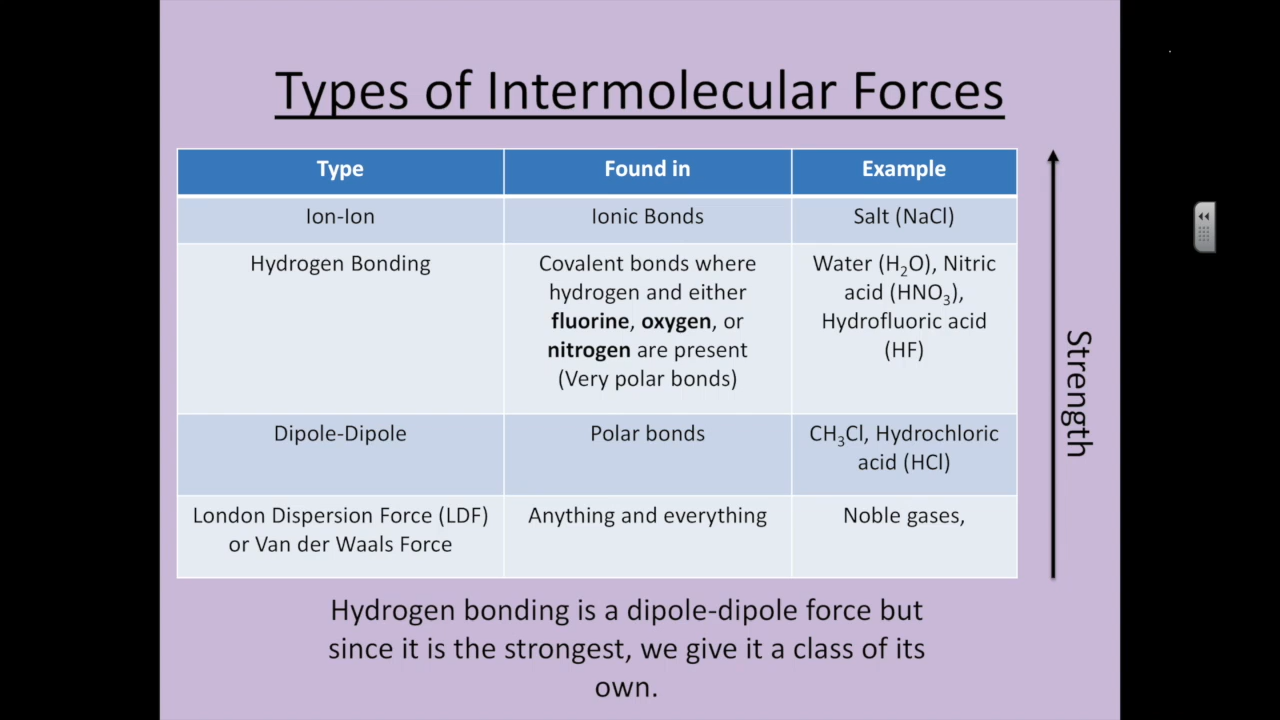 Types of Intermolecular Forces
Type
Found in
Example
Ion-Ion
Ionic Bonds
Salt (NaCl)
Hydrogen Bonding
Covalent bonds where
hydrogen and either
fluorine, oxygen, or
nitrogen are present
(Very polar bonds)
Water (H₂O), Nitric
acid (HNO₃),
Hydrofluoric acid
(HF)
Dipole-Dipole
Polar bonds
CH₃Cl, Hydrochloric
acid (HCl)
London Dispersion Force (LDF)
or Van der Waals Force
Anything and everything
Noble gases,
Strength
Hydrogen bonding is a dipole-dipole force but
since it is the strongest, we give it a class of its
own.